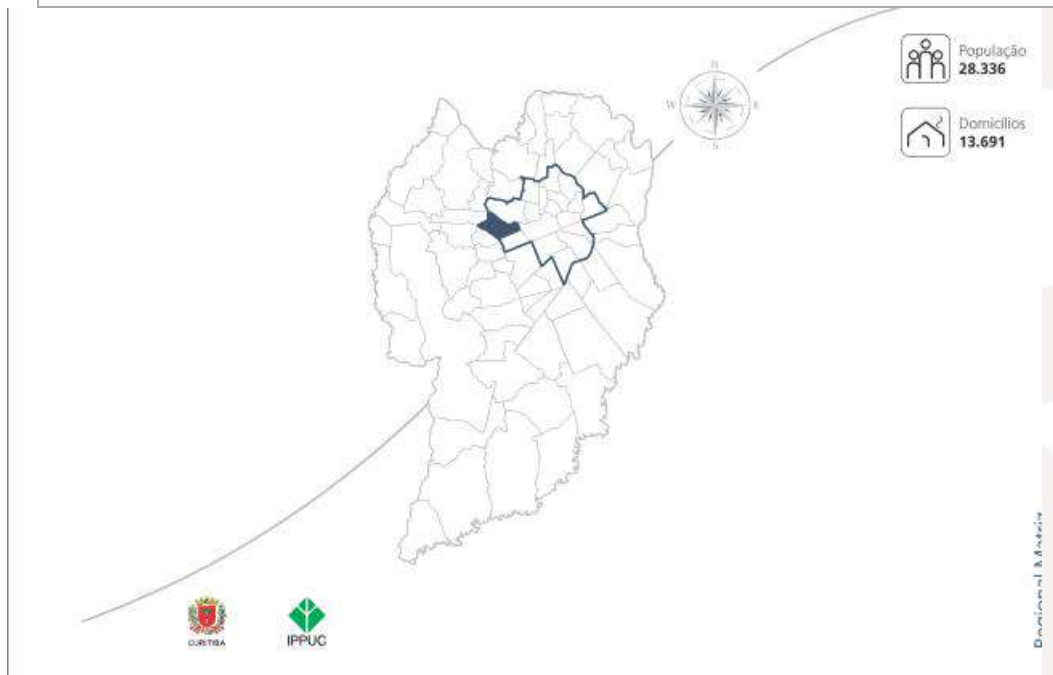 População
28.336
N
W E
S
Domicílios
13.691
Regional Matriz
CURITIBA
IPPUC